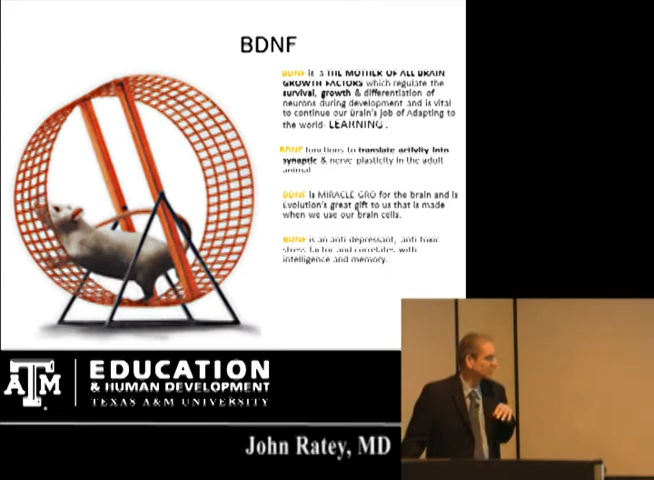 BDNF
BDNF is a THE MOTHER OF ALL BRAIN
GROWTH FACTORS which regulate the
survival, growth & differentiation of
neurons during development and is vital
to continue our brain's job of Adapting to
the world- LEARNING .
BDNF functions to translate activity into
synoptic & nerve plasticity in the adult
animal
BDNF is MIRACLE GRO for the brain and is
Evolution's great gift to us that is made
when we use our brain cells.
BDNF is an anti depressant, anti toxic
stress factor and correlates with
intelligence and memory.
ATM
EDUCATION
& HUMAN DEVELOPMENT
TEXAS A&M UNIVERSITY
John Ratey, MD